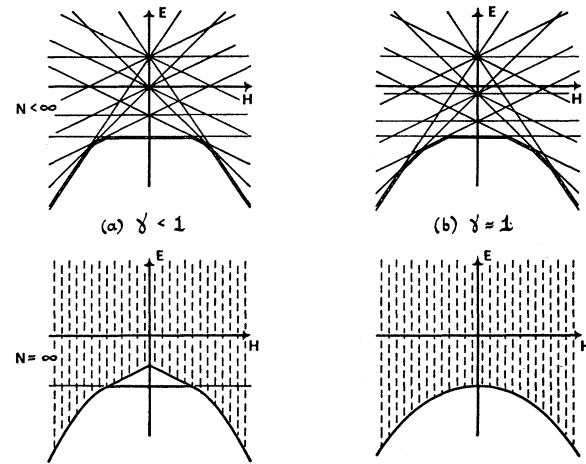 E
E
H
H
N < ∞
(a) γ < 1
(b) γ ≈ 1
E
E
H
H
N = ∞